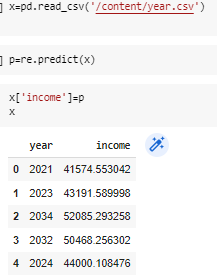 ] x=pd.read_csv('/content/year.csv')
] p=re.predict(x)
x['income']=p
x
year income
0 2021 41574.553042
1 2023 43191.589998
2 2034 52085.293258
3 2032 50468.256302
4 2024 44000.108476